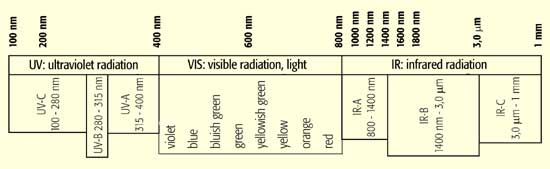 100 nm
200 nm
400 nm
600 nm
800 nm
1000 nm
1200 nm
1400 nm
1600 nm
1800 nm
3,0 µm
1 mm
UV: ultraviolet radiation
VIS: visible radiation, light
IR: infrared radiation
UV-C
100 - 280 nm
UV-B 280 - 315 nm
UV-A
315 - 400 nm
violet
blue
bluish green
green
yellowish green
yellow
orange
red
IR-A
800 - 1400 nm
IR-B
1400 nm - 3,0 µm
IR-C
3,0 µm - 1 mm